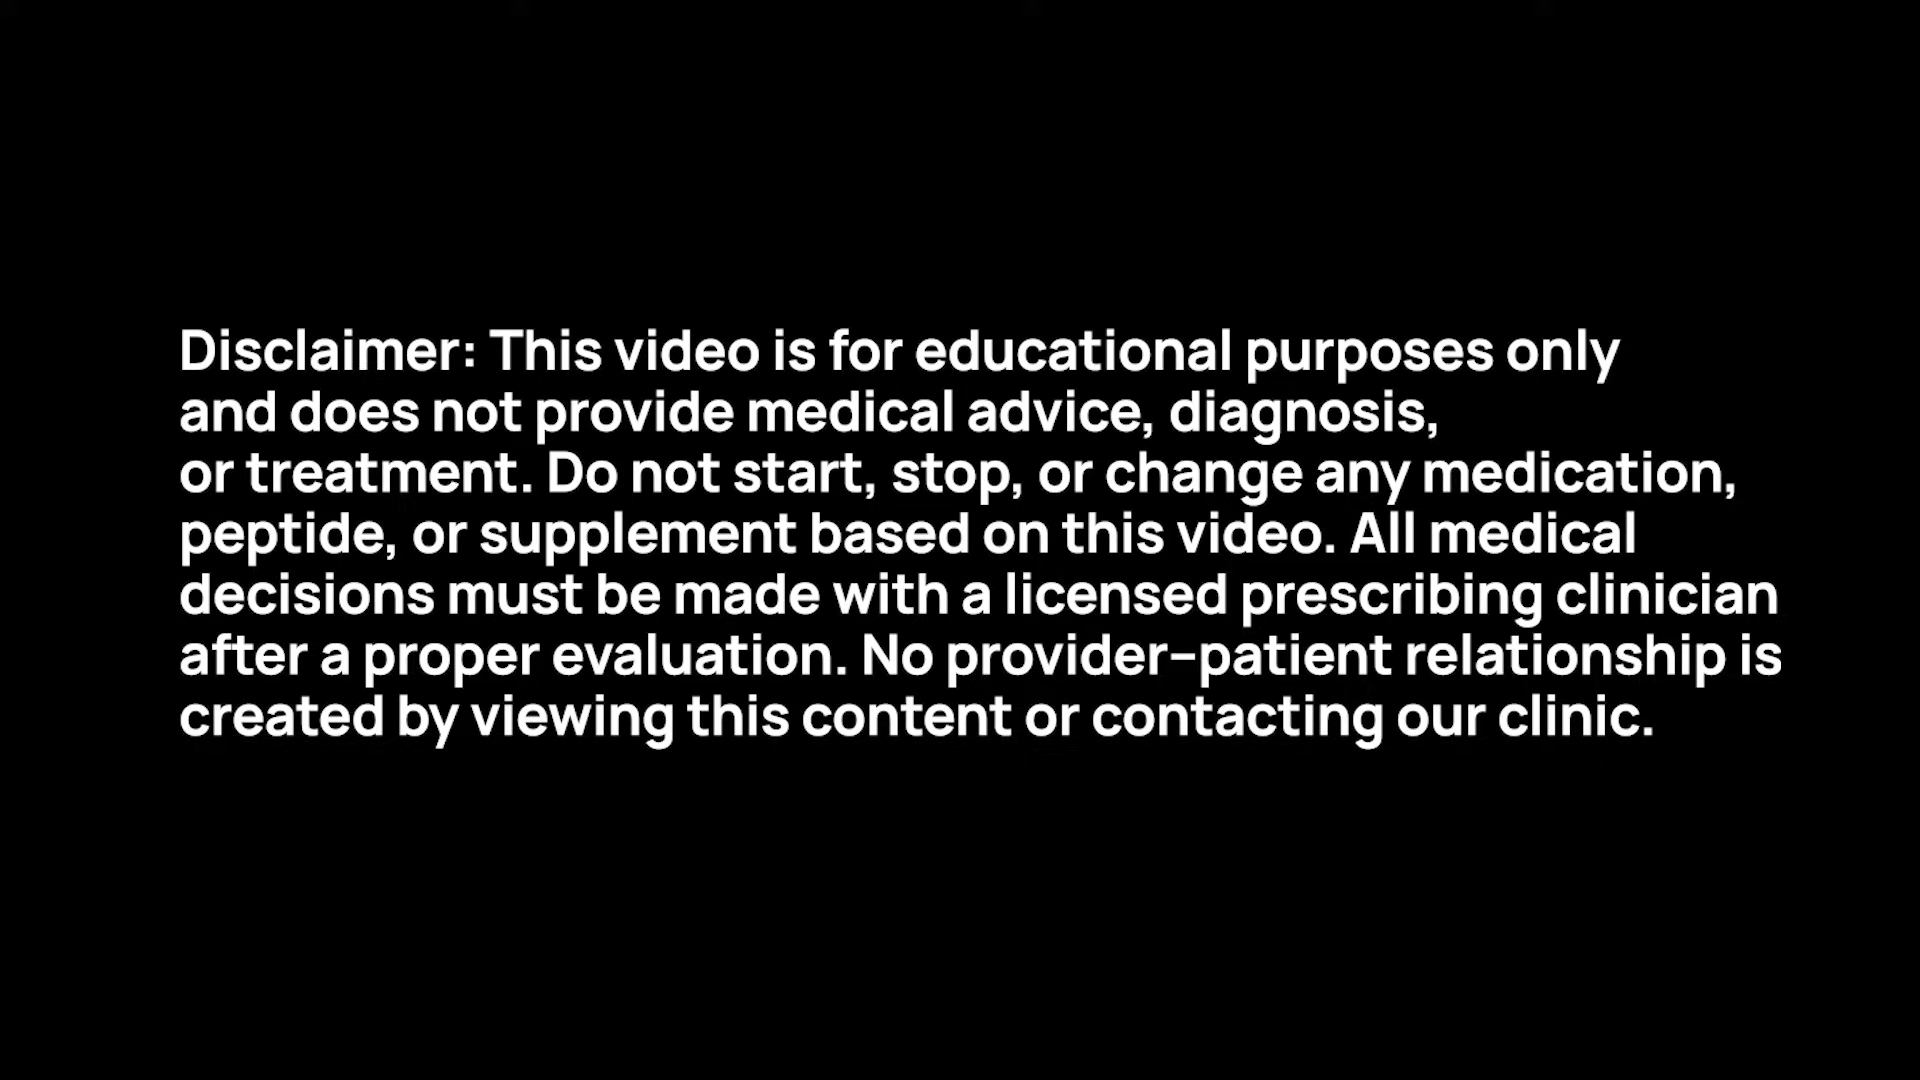 Disclaimer: This video is for educational purposes only
and does not provide medical advice, diagnosis,
or treatment. Do not start, stop, or change any medication,
peptide, or supplement based on this video. All medical
decisions must be made with a licensed prescribing clinician
after a proper evaluation. No provider–patient relationship is
created by viewing this content or contacting our clinic.